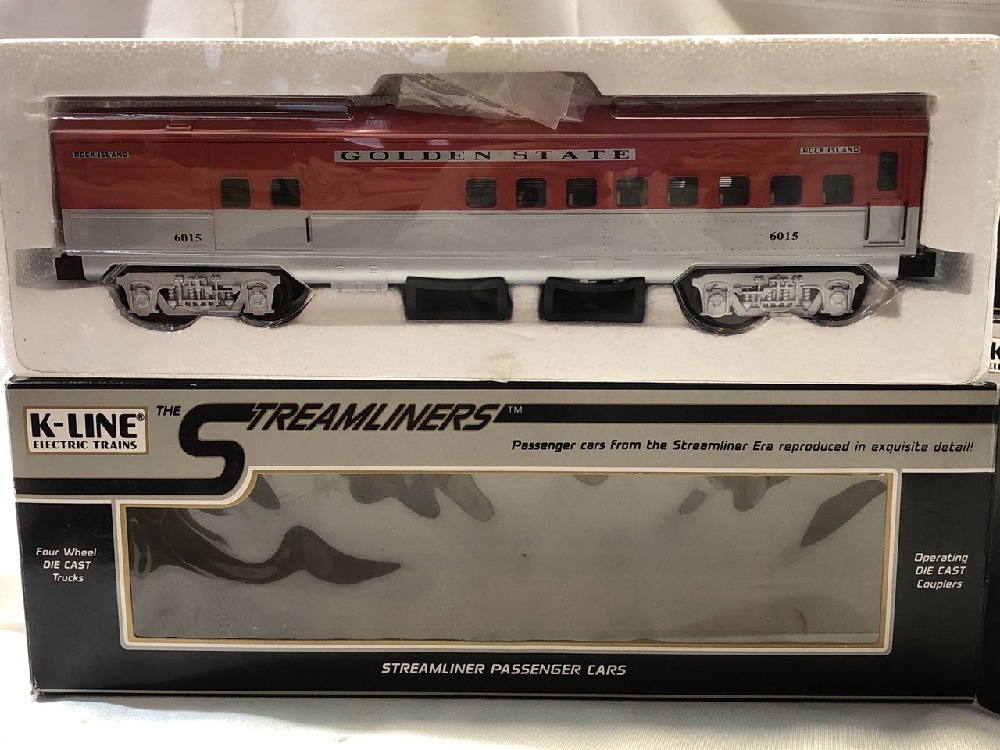 ROCK ISLAND
GOLDEN STATE
ROCK ISLAND
6015
6015
K-LINE®
ELECTRIC TRAINS
THE STREAMLINERS™
Passenger cars from the Streamliner Era reproduced in exquisite detail!
Four Wheel
DIE CAST
Trucks
Operating
DIE CAST
Couplers
STREAMLINER PASSENGER CARS